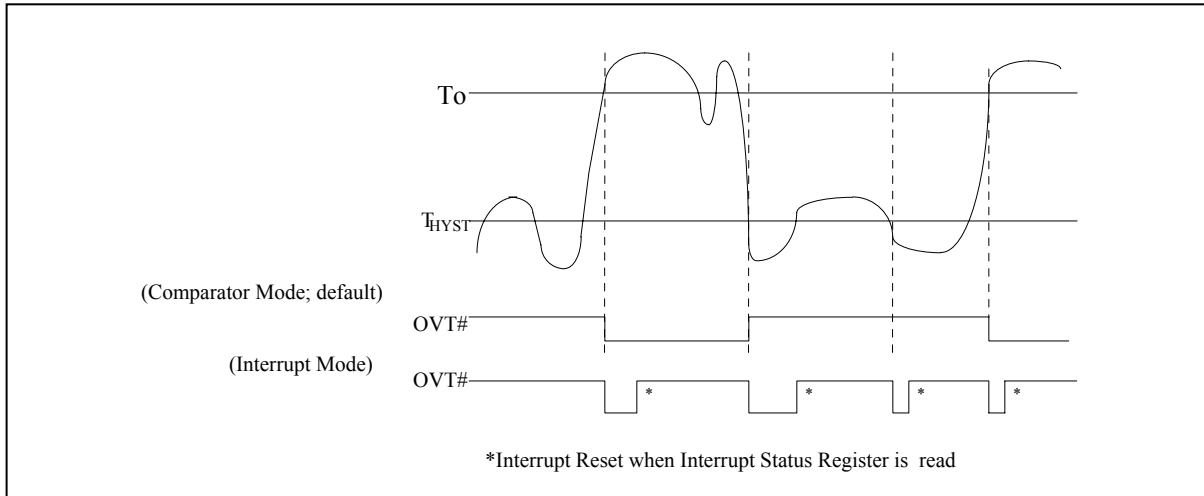 To
THYST
(Comparator Mode; default)
OVT#
(Interrupt Mode)
OVT#
* * * *
*Interrupt Reset when Interrupt Status Register is read